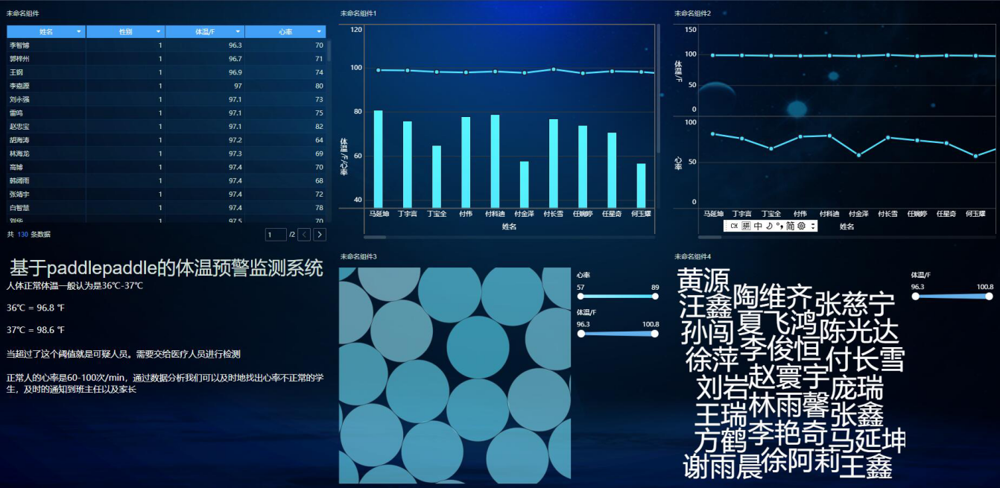 未命名组件
姓名 性别 体温/F 心率
李智博 1 96.3 70
郭梓州 1 96.7 71
王钢 1 96.9 74
李嘉源 1 97 80
刘永强 1 97.1 73
雷鸣 1 97.1 75
赵忠宝 1 97.1 82
胡海涛 1 97.2 64
林海龙 1 97.3 69
高博 1 97.4 70
韩阔雨 1 97.4 68
张靖宇 1 97.4 72
白智慧 1 97.4 78
刘华 1 97.5 70
共 130 条数据
1 /2
未命名组件1
120
100
80
60
40
体温/F/心率
马延坤 丁宇言 丁宝全 付伟 付科迪 付金泽 付长雪 任婉婷 任星奇 何玉耀
姓名
未命名组件2
150
100
50
0
体温/F
100
50
0
心率
马延坤 丁宇言 丁宝全 付伟 付科迪 付金泽 付长雪 任婉婷 任星奇 何玉耀
CH 拼 中 简
姓名
基于paddlepaddle的体温预警监测系统
人体正常体温一般认为是36℃-37℃
36℃ = 96.8 ℉
37℃ = 98.6 ℉
当超过了这个阈值就是可疑人员。需要交给医疗人员进行检测
正常人的心率是60-100次/min，通过数据分析我们可以及时地找出心率不正常的学
生，及时的通知到班主任以及家长
未命名组件3
心率
57 89
体温/F
96.3 100.8
未命名组件4
黄源
汪鑫 陶维齐 张慈宁
孙闯 夏飞鸿 陈光达
徐萍 李俊恒 付长雪
刘岩 赵寰宇 庞瑞
王瑞 林雨馨 张鑫
方鹤 李艳奇 马延坤
谢雨晨 徐阿莉 王鑫
体温/F
96.3 100.8